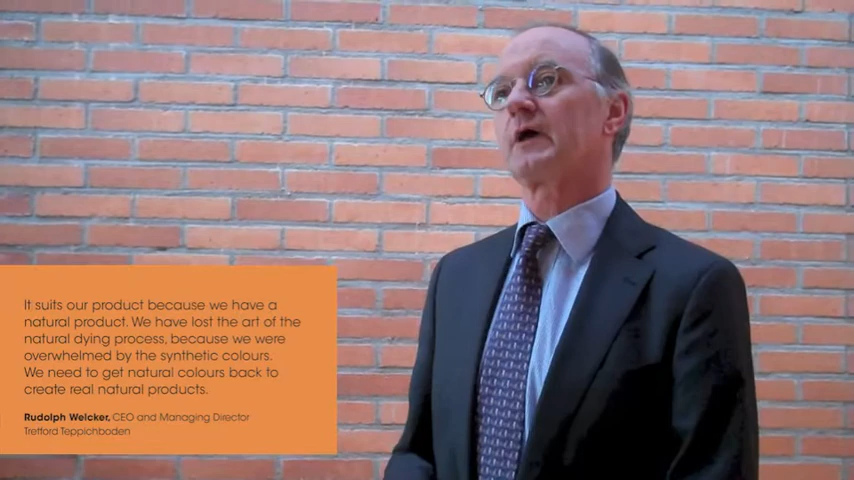 It suits our product because we have a
natural product. We have lost the art of the
natural dying process, because we were
overwhelmed by the synthetic colours.
We need to get natural colours back to
create real natural products.
Rudolph Welcker, CEO and Managing Director
Tretford Teppichboden